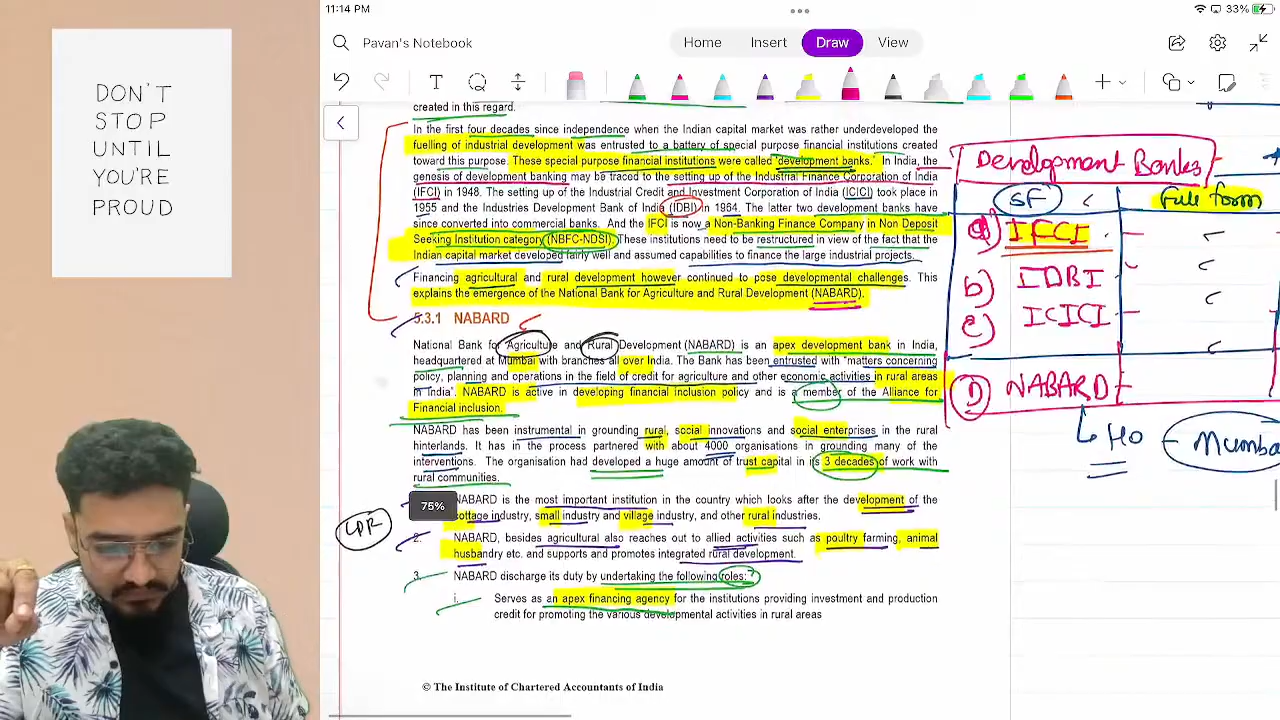 11:14 PM
33%
DON'T
STOP
UNTIL
YOU'RE
PROUD
Pavan's Notebook
Home
Insert
Draw
View
created in this regard.
In the first four decades since independence when the Indian capital market was rather underdeveloped the
fuelling of industrial development was entrusted to a battery of special purpose financial institutions created
toward this purpose. These special purpose financial institutions were called 'development banks.' In India, the
genesis of development banking may be traced to the setting up of the Industrial Finance Corporation of India
(IFCI) in 1948. The setting up of the Industrial Credit and Investment Corporation of India (ICICI) took place in
1955 and the Industries Development Bank of India (IDBI) in 1964. The latter two development banks have
since converted into commercial banks. And the IFCI is now a Non-Banking Finance Company in Non Deposit
Seeking Institution category (NBFC-NDSI) These institutions need to be restructured in view of the fact that the
Indian capital market developed fairly well and assumed capabilities to finance the large industrial projects.
Financing agricultural and rural development however continued to pose developmental challenges. This
explains the emergence of the National Bank for Agriculture and Rural Development (NABARD).
5.3.1 NABARD
National Bank for Agriculture and Rural Development (NABARD) is an apex development bank in India,
headquartered at Mumbai with branches all over India. The Bank has been entrusted with "matters concerning
policy, planning and operations in the field of credit for agriculture and other economic activities in rural areas
in India". NABARD is active in developing financial inclusion policy and is a member of the Alliance for
Financial inclusion.
NABARD has been instrumental in grounding rural, social innovations and social enterprises in the rural
hinterlands. It has in the process partnered with about 4000 organisations in grounding many of the
interventions. The organisation had developed a huge amount of trust capital in its 3 decades of work with
rural communities.
75%
NABARD is the most important institution in the country which looks after the development of the
cottage industry, small industry and village industry, and other rural industries.
2. NABARD, besides agricultural also reaches out to allied activities such as poultry farming, animal
husbandry etc. and supports and promotes integrated rural development.
3. NABARD discharge its duty by undertaking the following roles:
i. Serves as an apex financing agency for the institutions providing investment and production
credit for promoting the various developmental activities in rural areas
© The Institute of Chartered Accountants of India
Development Banks
SF
Full form
a) IFCI
b) IDBI
c) ICICI
D) NABARD
HO - Mumba